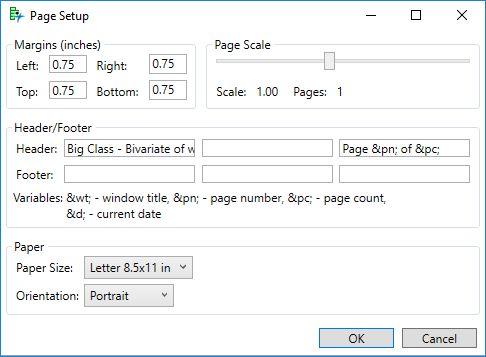 Page Setup
Margins (inches)
Left: 0.75 Right: 0.75
Top: 0.75 Bottom: 0.75
Page Scale
Scale: 1.00 Pages: 1
Header/Footer
Header: Big Class - Bivariate of w Page &pn; of &pc;
Footer:
Variables: &wt; - window title, &pn; - page number, &pc; - page count,
&d; - current date
Paper
Paper Size: Letter 8.5x11 in
Orientation: Portrait
OK Cancel